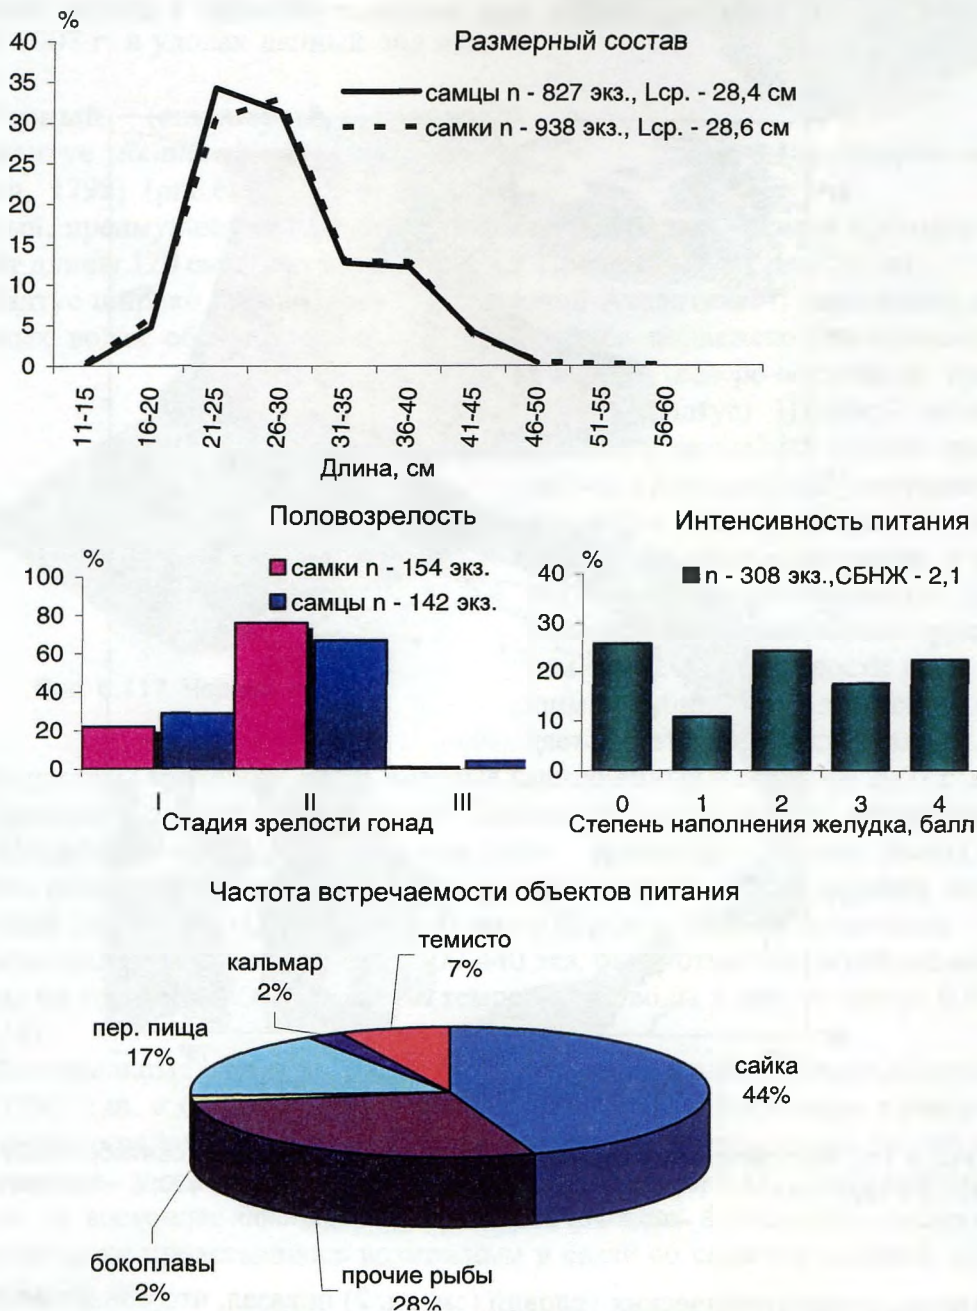 %
Размерный состав
40
35
30
25
20
15
10
5
0
самцы n - 827 экз., Lср. - 28,4 см
самки n - 938 экз., Lср. - 28,6 см
11-15
16-20
21-25
26-30
31-35
36-40
41-45
46-50
51-55
56-60
Длина, см
Половозрелость
%
100
80
60
40
20
0
самки n - 154 экз.
самцы n - 142 экз.
I
II
III
Стадия зрелости гонад
Интенсивность питания
%
40
30
20
10
0
n - 308 экз.,СБНЖ - 2,1
0
1
2
3
4
Степень наполнения желудка, балл
Частота встречаемости объектов питания
темисто
7%
кальмар
2%
пер. пища
17%
сайка
44%
бокоплавы
2%
прочие рыбы
28%